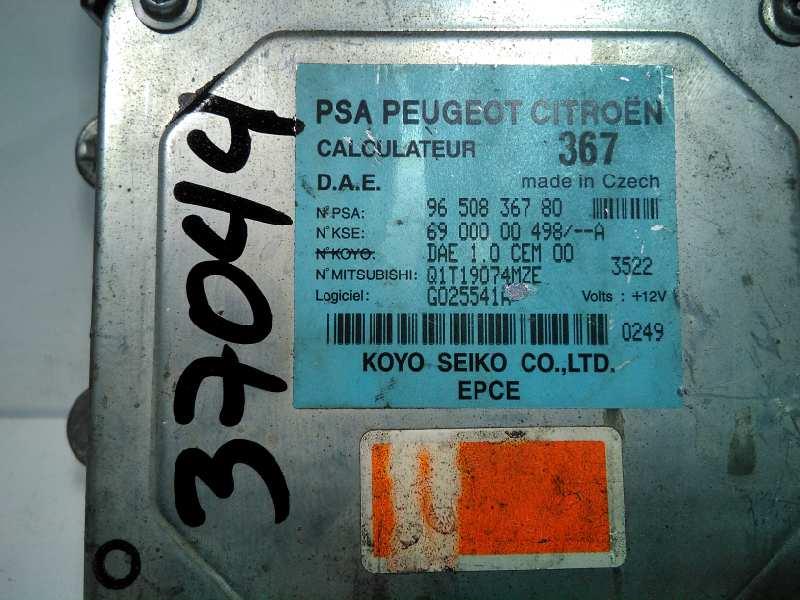 37044
PSA PEUGEOT CITROËN
CALCULATEUR 367
D.A.E. made in Czech
N° PSA: 96 508 367 80
N° KSE: 69 000 00 498/--A
N° KOYO: DAE 1.0 CEM 00
N° MITSUBISHI: Q1T19074MZE 3522
Logiciel: G025541A Volts : +12V
0249
KOYO SEIKO CO.,LTD.
EPCE